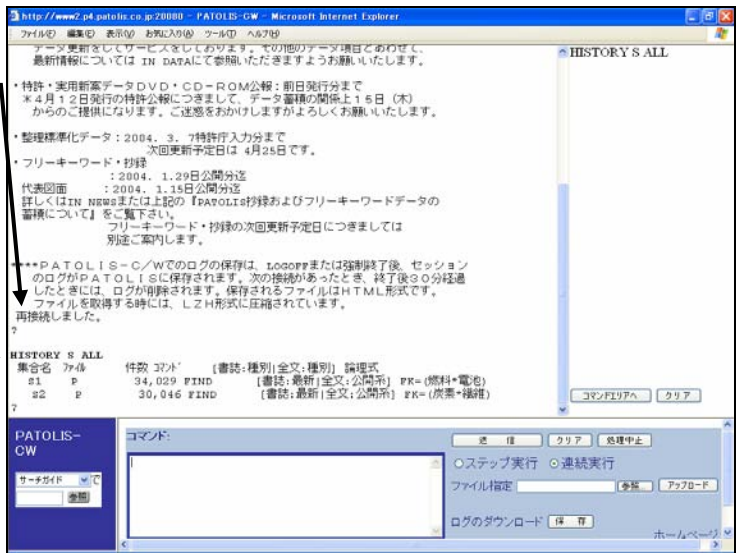 http://www2.p4.patolis.co.jp:20080 - PATOLIS-CW - Microsoft Internet Explorer
ファイル(F) 編集(E) 表示(V) お気に入り(A) ツール(T) ヘルプ(H)
データ更新をしてサービスをしております。その他のデータ項目とあわせて、
最新情報については IN DATAにて参照いただきますようお願いいたします。
・特許・実用新案データDVD・CD-ROM公報:前日発行分まで
*4月12日発行の特許公報につきまして、データ蓄積の関係上15日(木)
からのご提供になります。ご迷惑をおかけしますがよろしくお願いいたします。
・整理標準化データ:2004. 3. 7特許庁入力分まで
次回更新予定日は 4月25日です。
・フリーキーワード・抄録
:2004. 1.29日公開分迄
代表図面 :2004. 1.15日公開分迄
詳しくはIN NEWSまたは上記の『PATOLIS抄録およびフリーキーワードデータの
蓄積について』をご覧下さい。
フリーキーワード・抄録の次回更新予定日につきましては
別途ご案内します。
****PATOLIS-C/Wでのログの保存は、LOGOFFまたは強制終了後、セッション
のログがPATOLISに保存されます。次の接続があったとき、終了後30分経過
したときには、ログが削除されます。保存されるファイルはHTML形式です。
ファイルを取得する時には、LZH形式に圧縮されています。
再接続しました。
?
HISTORY S ALL
集合名 ファイル 件数 コマンド [書誌:種別|全文:種別] 論理式
S1 P 34,029 FIND [書誌:最新|全文:公開系] FK=(燃料*電池)
S2 P 30,046 FIND [書誌:最新|全文:公開系] FK=(炭素*繊維)
?
HISTORY S ALL
コマンドエリアへ クリア
PATOLIS-CW
サーチガイド で
参照
コマンド:
送 信 クリア 処理中止
○ステップ実行 ⊙連続実行
ファイル指定 参照... アップロード
ログのダウンロード 保 存
ホームページ